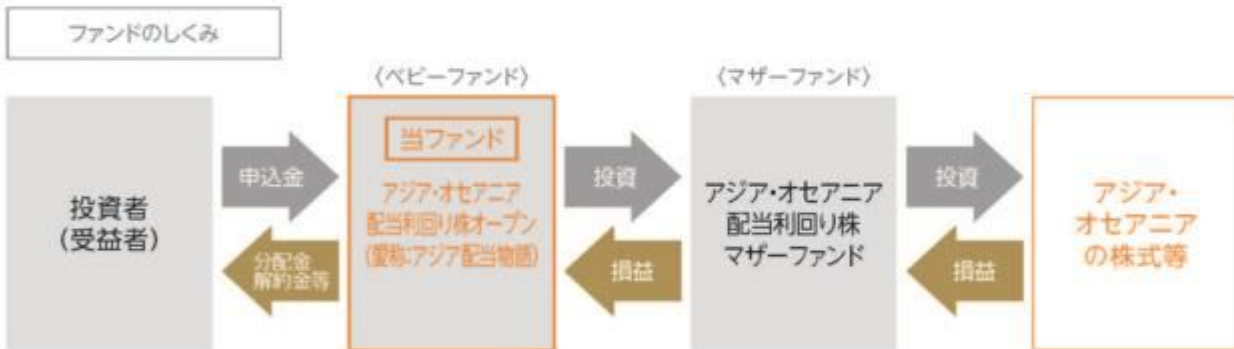 ファンドのしくみ
〈ベビーファンド〉
〈マザーファンド〉
投資者
(受益者)
申込金
分配金
解約金等
当ファンド
アジア・オセアニア
配当利回り株オープン
(愛称:アジア配当物語)
投資
損益
アジア・オセアニア
配当利回り株
マザーファンド
投資
損益
アジア・
オセアニア
の株式等